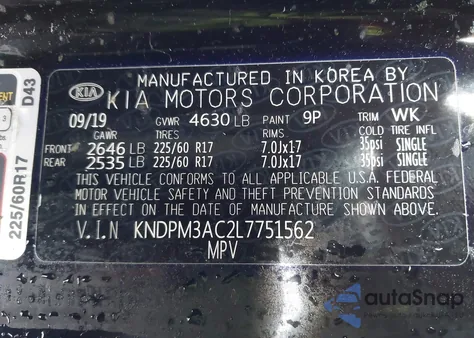 MANUFACTURED IN KOREA BY
KIA KIA MOTORS CORPORATION
09/19 GVWR 4630 LB PAINT 9P TRIM WK
GAWR TIRES RIMS COLD TIRE INFL
FRONT 2646 LB 225/60 R17 7.0Jx17 35psi SINGLE
REAR 2535 LB 225/60 R17 7.0Jx17 35psi SINGLE
THIS VEHICLE CONFORMS TO ALL APPLICABLE U.S.A. FEDERAL
MOTOR VEHICLE SAFETY AND THEFT PREVENTION STANDARDS
IN EFFECT ON THE DATE OF MANUFACTURE SHOWN ABOVE.
V.I.N KNDPM3AC2L7751562
MPV
D43
225/60R17
autoSnap